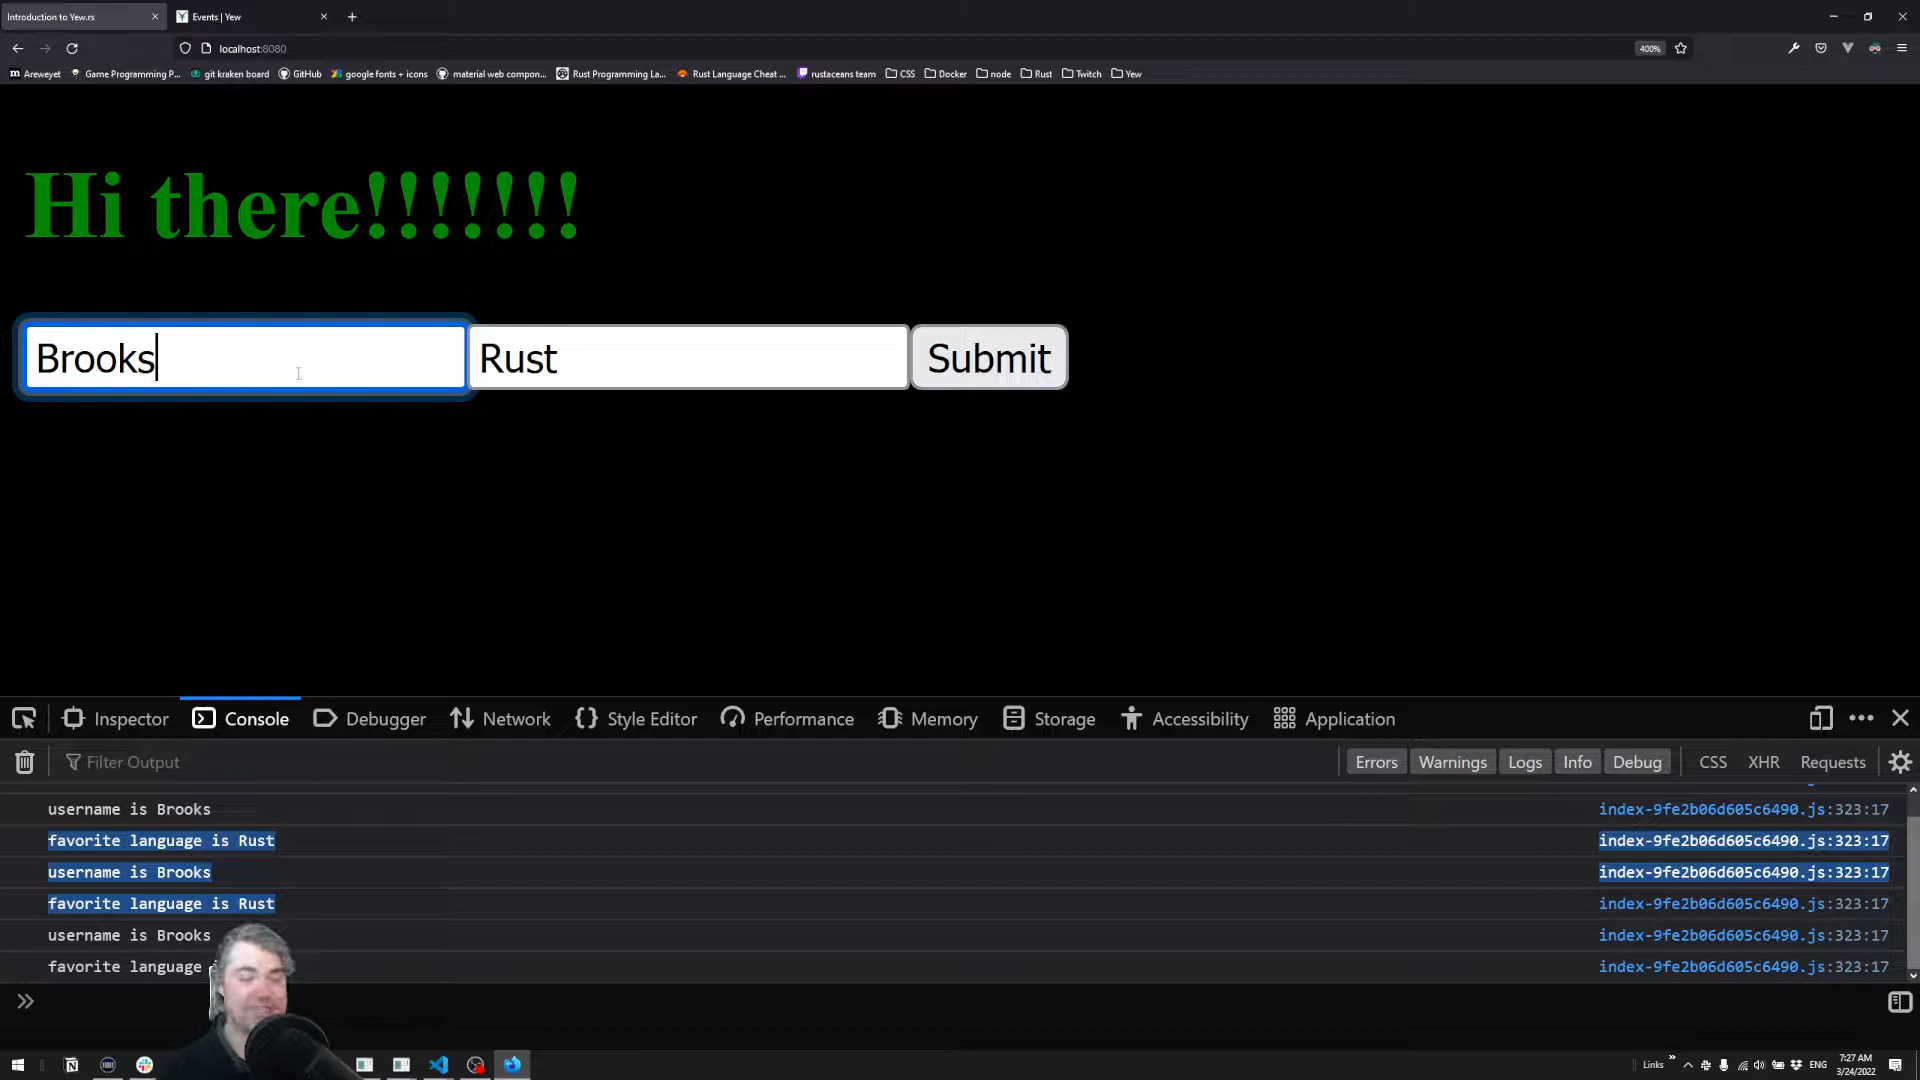 Introduction to Yew.rs
Events | Yew
localhost:8080
400%
Areweyet
Game Programming P...
git kraken board
GitHub
google fonts + icons
material web compon...
Rust Programming La...
Rust Language Cheat ...
rustaceans team
CSS
Docker
node
Rust
Twitch
Yew
Hi there!!!!!!!
Brooks
Rust
Submit
Inspector
Console
Debugger
Network
Style Editor
Performance
Memory
Storage
Accessibility
Application
Filter Output
Errors
Warnings
Logs
Info
Debug
CSS
XHR
Requests
username is Brooks
index-9fe2b06d605c6490.js:323:17
favorite language is Rust
index-9fe2b06d605c6490.js:323:17
username is Brooks
index-9fe2b06d605c6490.js:323:17
favorite language is Rust
index-9fe2b06d605c6490.js:323:17
username is Brooks
index-9fe2b06d605c6490.js:323:17
favorite language
index-9fe2b06d605c6490.js:323:17
Links
ENG
7:27 AM
3/24/2022